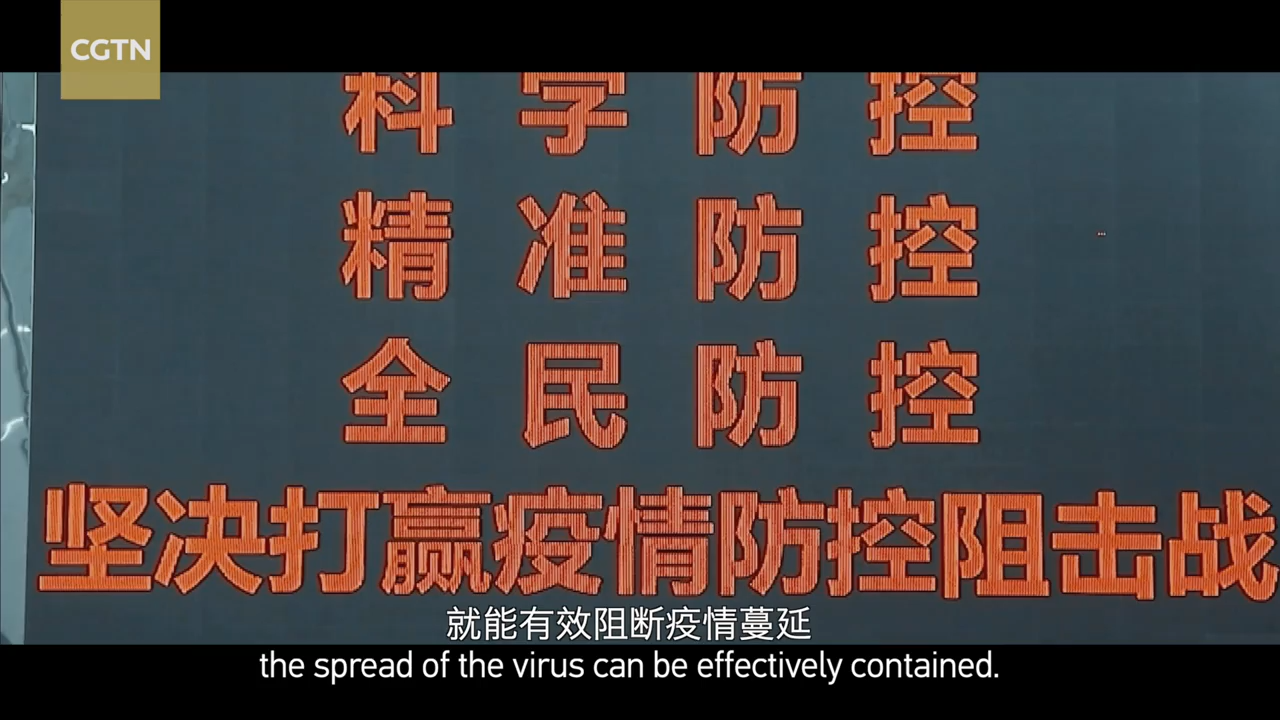 CGTN
科学防控
精准防控
全民防控
坚决打赢疫情防控阻击战
就能有效阻断疫情蔓延
the spread of the virus can be effectively contained.